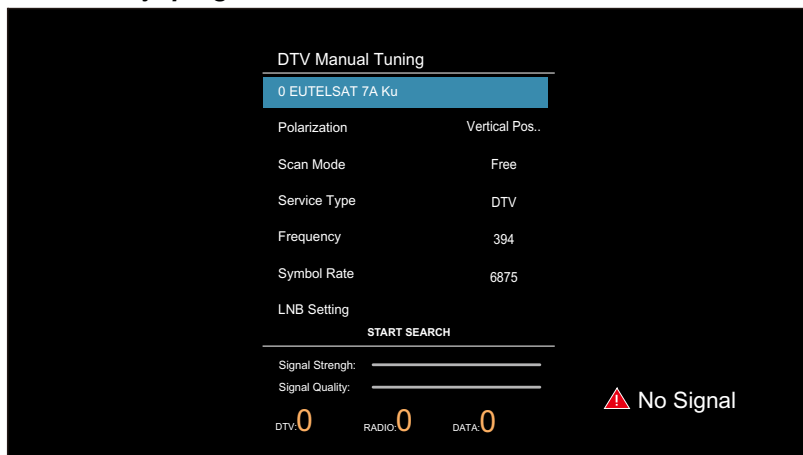 DTV Manual Tuning
0 EUTELSAT 7A Ku
Polarization Vertical Pos..
Scan Mode Free
Service Type DTV
Frequency 394
Symbol Rate 6875
LNB Setting
START SEARCH
Signal Strengh:
Signal Quality:
No Signal
DTV:0 RADIO:0 DATA:0